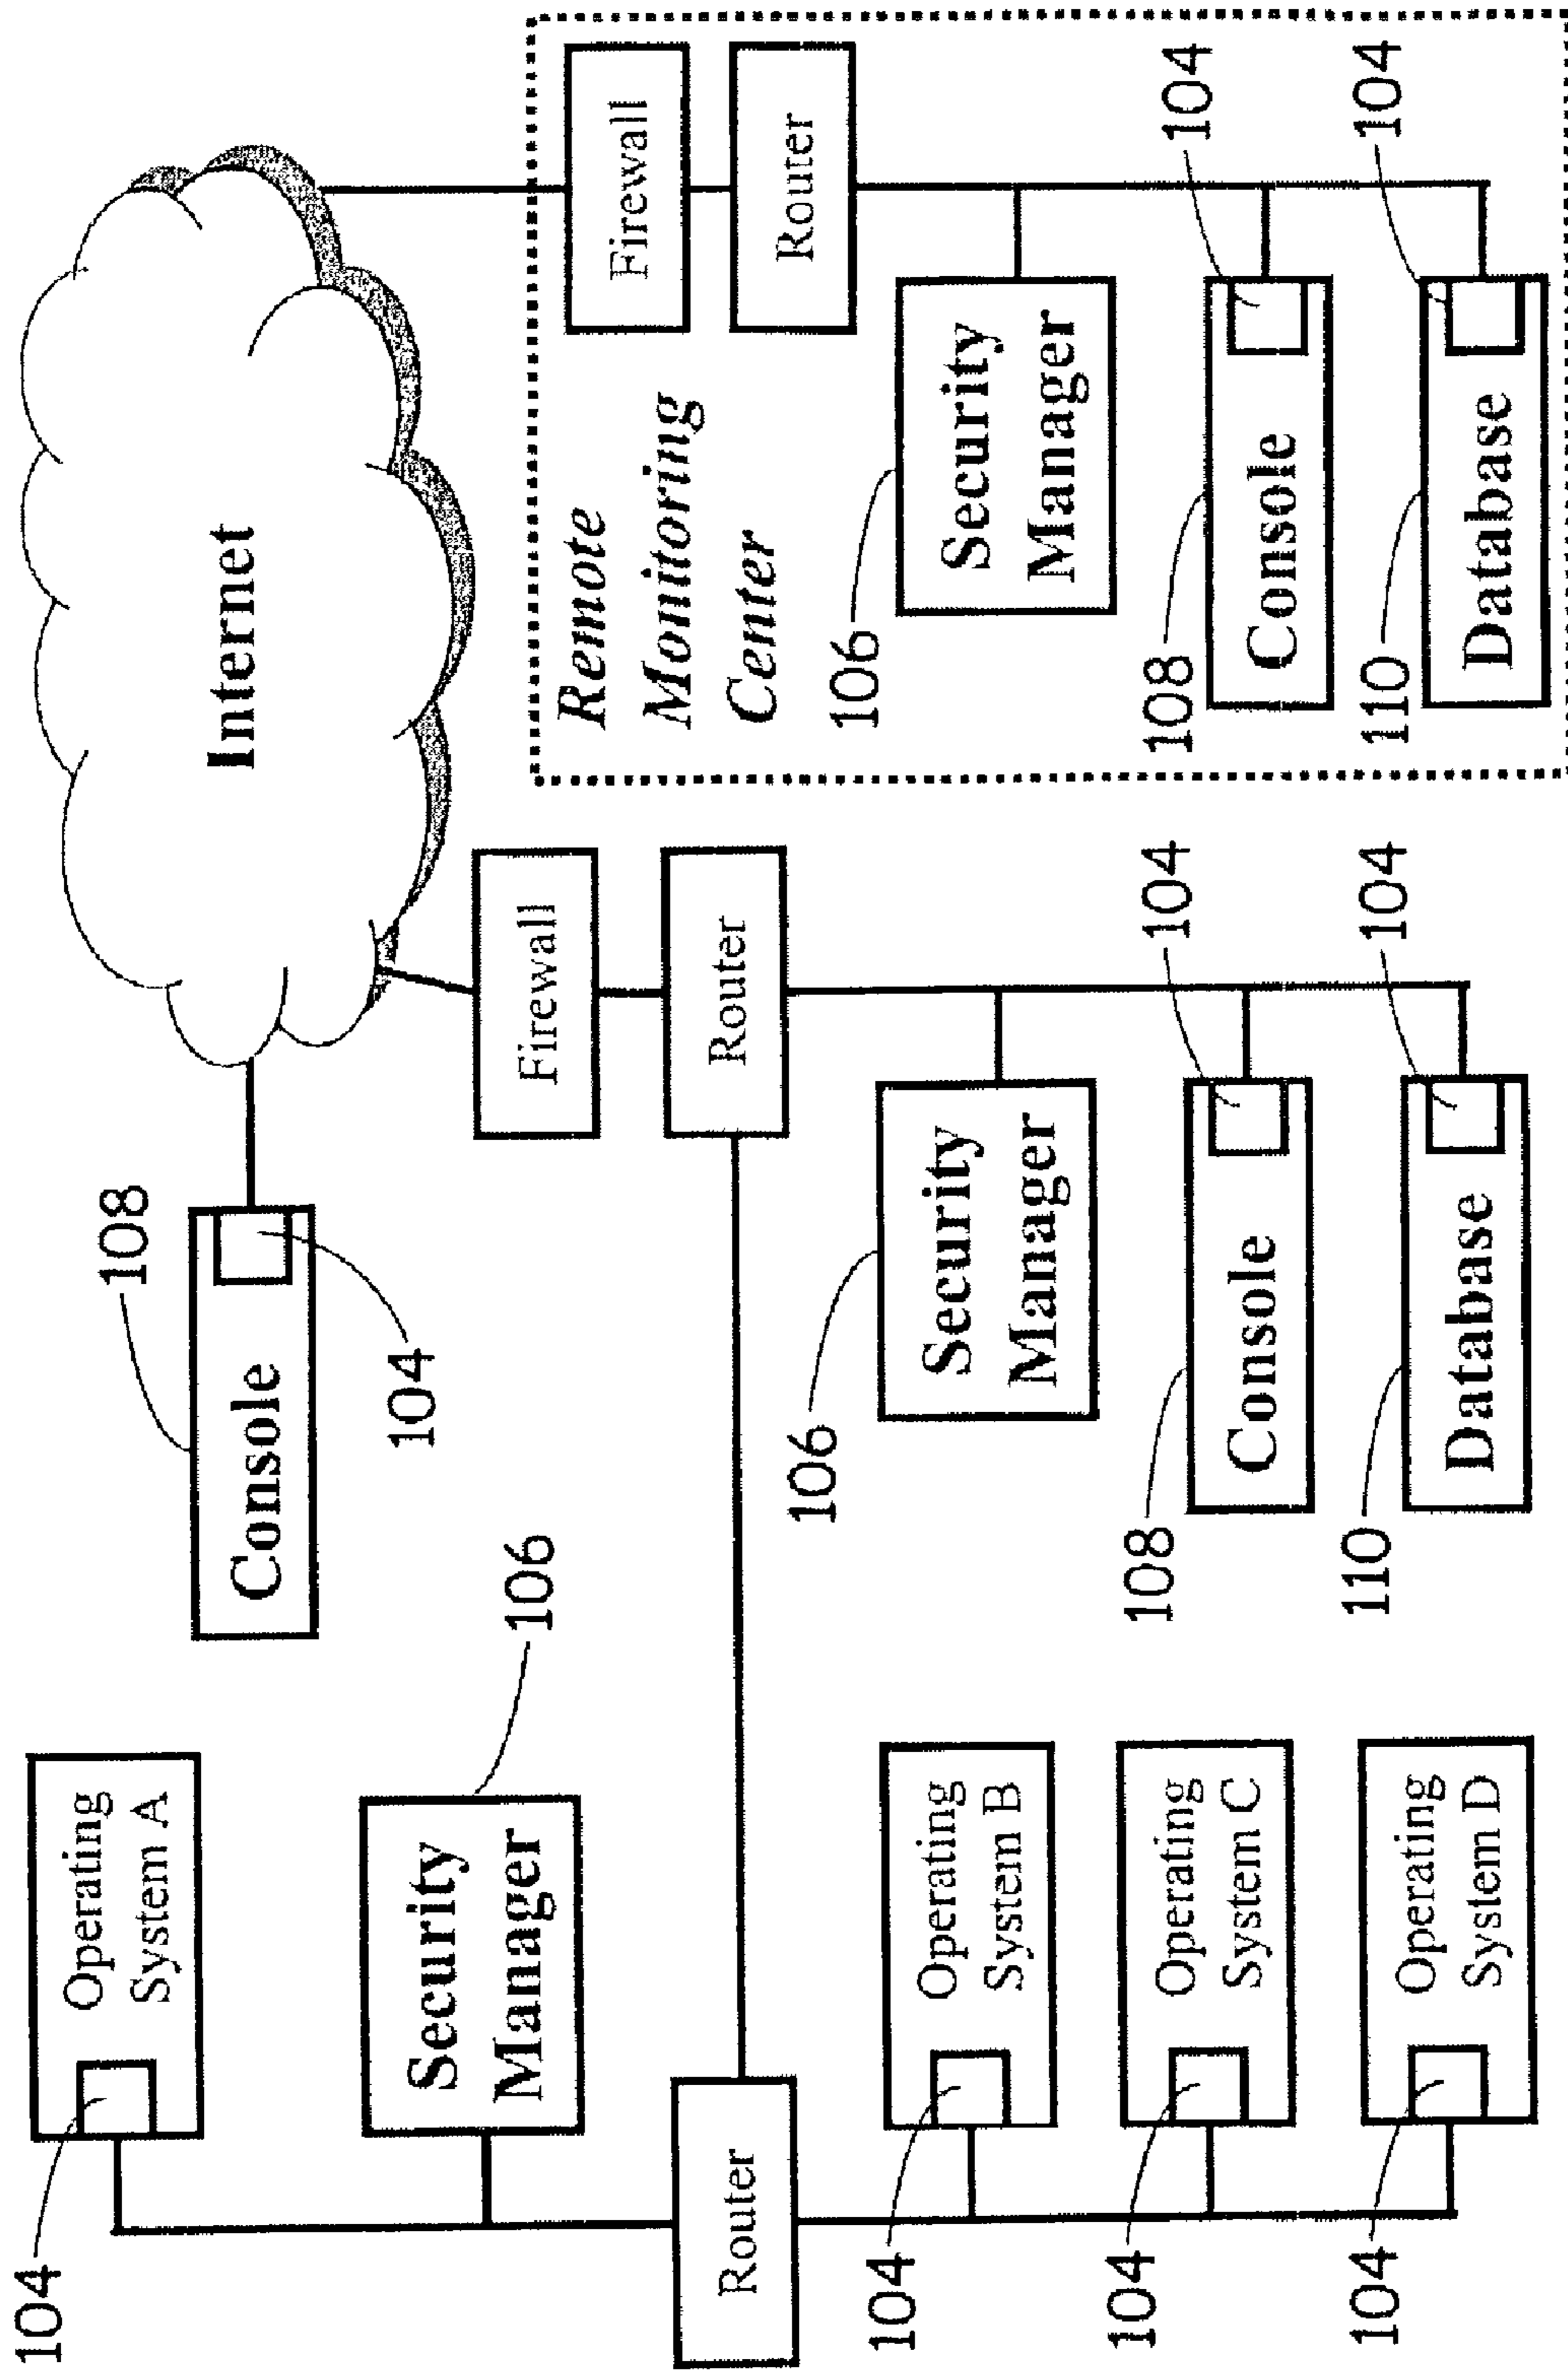 104
Operating
System A
Security
Manager
106
Router
104
Operating
System B
104
Operating
System C
104
Operating
System D
108
Console
104
Internet
Firewall
Router
106
Security
Manager
108
Console
104
110
Database
104
Remote
Monitoring
Center
Firewall
Router
106
Security
Manager
108
Console
104
110
Database
104